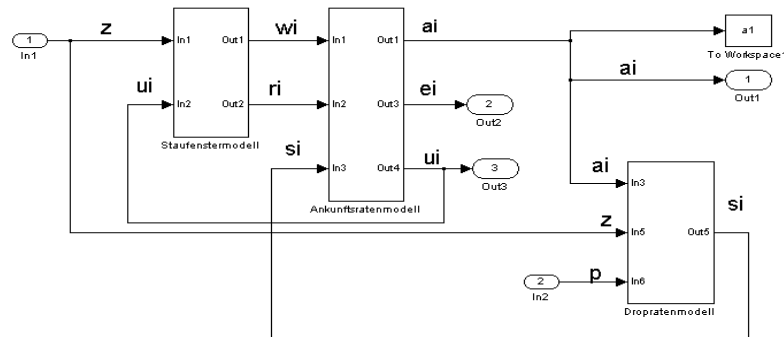 z
1
In1
In1
Out1
wi
In1
Out1
ai
a1
To Workspace1
ui
In2
Out2
ri
In2
Out3
ei
2
Out2
ai
1
Out1
Staufenstermodell
si
In3
Out4
ui
3
Out3
Ankunftsratenmodell
ai
In3
si
z
In5
Out5
2
In2
p
In6
Dropratenmodell